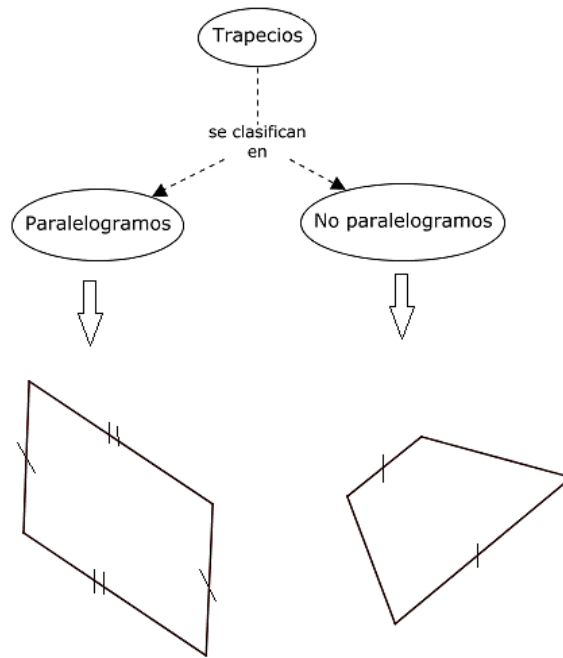 Trapecios
se clasifican
en
Paralelogramos
No paralelogramos